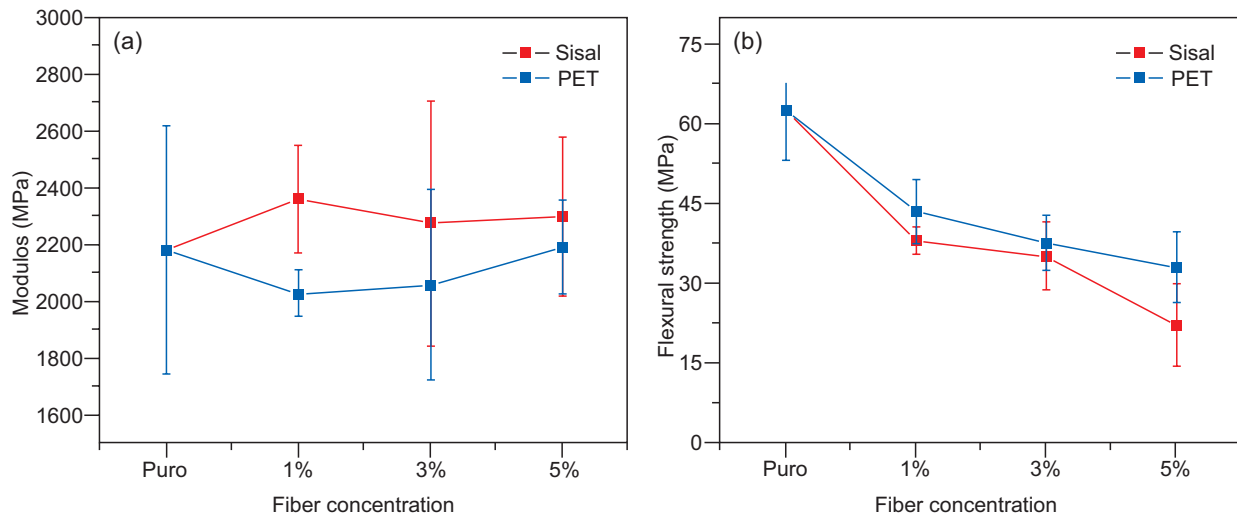 (a)
Sisal
PET
3000
2800
2600
2400
2200
2000
1800
1600
Modulos (MPa)
Puro 1% 3% 5%
Fiber concentration
(b)
Sisal
PET
75
60
45
30
15
0
Flexural strength (MPa)
Puro 1% 3% 5%
Fiber concentration